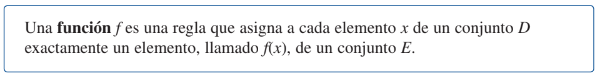 Una función f es una regla que asigna a cada elemento x de un conjunto D
exactamente un elemento, llamado f(x), de un conjunto E.